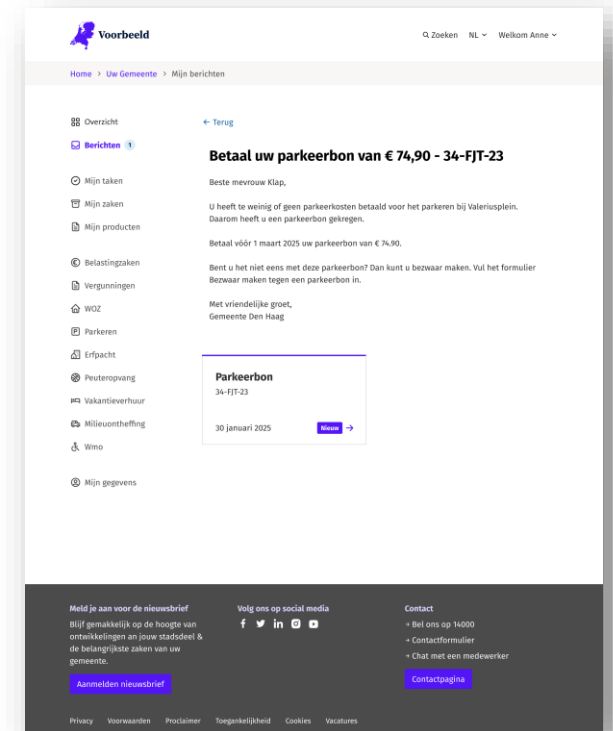 Voorbeeld
Zoeken NL Welkom Anne
Home > Uw Gemeente > Mijn berichten
Overzicht
Berichten 1
Mijn taken
Mijn zaken
Mijn producten
Belastingzaken
Vergunningen
WOZ
Parkeren
Erfpacht
Peuteropvang
Vakantieverhuur
Milieuontheffing
Wmo
Mijn gegevens
← Terug
Betaal uw parkeerbon van € 74,90 - 34-FJT-23
Beste mevrouw Klap,
U heeft te weinig of geen parkeerkosten betaald voor het parkeren bij Valeriusplein.
Daarom heeft u een parkeerbon gekregen.
Betaal vóór 1 maart 2025 uw parkeerbon van € 74,90.
Bent u het niet eens met deze parkeerbon? Dan kunt u bezwaar maken. Vul het formulier
Bezwaar maken tegen een parkeerbon in.
Met vriendelijke groet,
Gemeente Den Haag
Parkeerbon
34-FJT-23
30 januari 2025 Nieuw →
Meld je aan voor de nieuwsbrief
Blijf gemakkelijk op de hoogte van
ontwikkelingen an jouw stadsdeel &
de belangrijkste zaken van uw
gemeente.
Aanmelden nieuwsbrief
Volg ons op social media
Contact
Bel ons op 14000
Contactformulier
Chat met een medewerker
Contactpagina
Privacy Voorwaarden Proclaimer Toegankelijkheid Cookies Vacatures